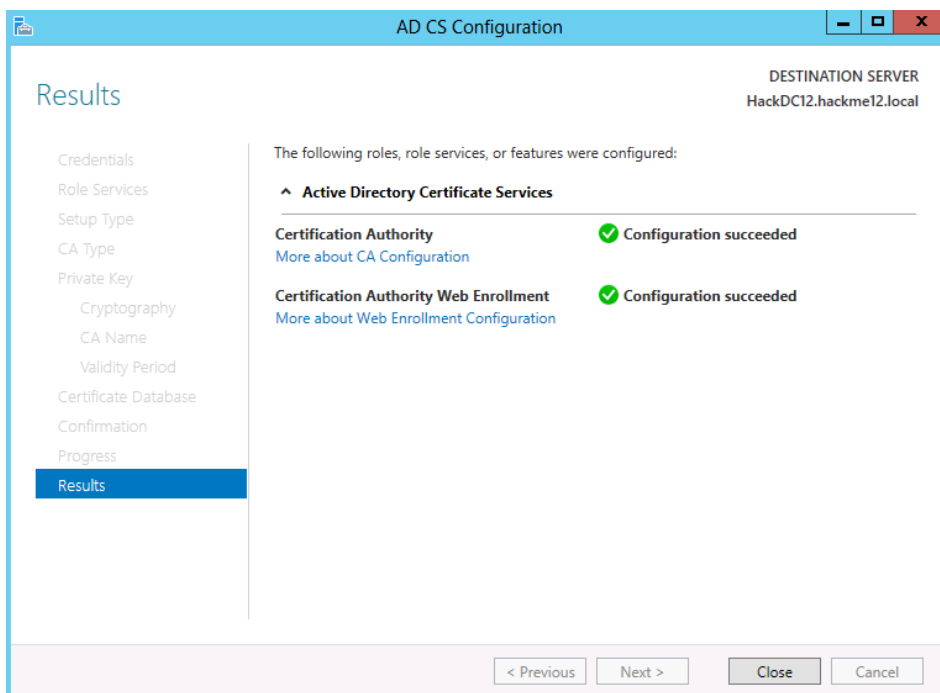 AD CS Configuration
Results
DESTINATION SERVER
HackDC12.hackme12.local
Credentials
Role Services
Setup Type
CA Type
Private Key
Cryptography
CA Name
Validity Period
Certificate Database
Confirmation
Progress
Results
The following roles, role services, or features were configured:
Active Directory Certificate Services
Certification Authority
Configuration succeeded
More about CA Configuration
Certification Authority Web Enrollment
Configuration succeeded
More about Web Enrollment Configuration
< Previous
Next >
Close
Cancel